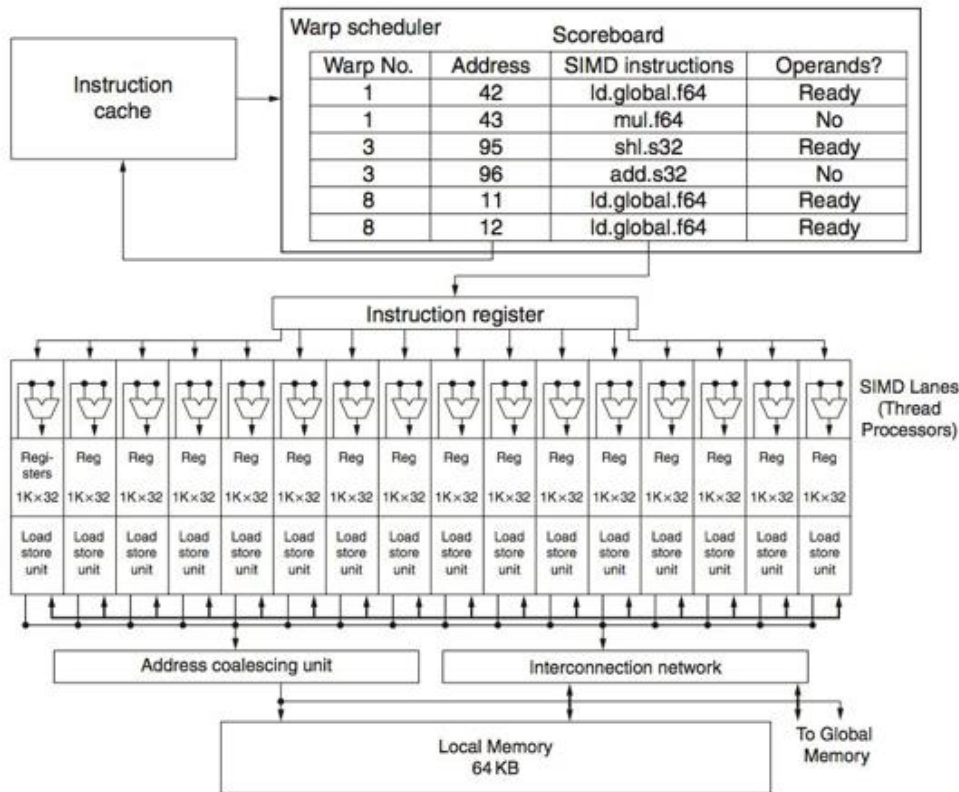 Warp scheduler
Scoreboard
Warp No. Address SIMD instructions Operands?
1 42 ld.global.f64 Ready
1 43 mul.f64 No
3 95 shl.s32 Ready
3 96 add.s32 No
8 11 ld.global.f64 Ready
8 12 ld.global.f64 Ready
Instruction
cache
Instruction register
SIMD Lanes
(Thread
Processors)
Regi- Reg Reg Reg Reg Reg Reg Reg Reg Reg Reg Reg Reg Reg Reg Reg
sters
1K×32 1K×32 1K×32 1K×32 1K×32 1K×32 1K×32 1K×32 1K×32 1K×32 1K×32 1K×32 1K×32 1K×32 1K×32 1K×32
Load Load Load Load Load Load Load Load Load Load Load Load Load Load Load Load
store store store store store store store store store store store store store store store store
unit unit unit unit unit unit unit unit unit unit unit unit unit unit unit unit
Address coalescing unit
Interconnection network
To Global
Memory
Local Memory
64 KB